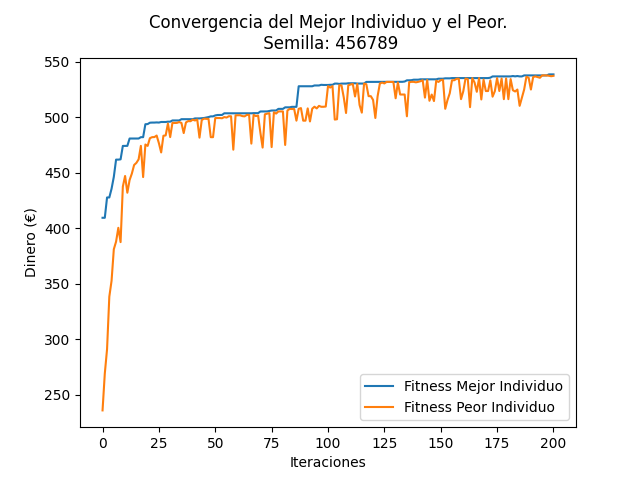 Convergencia del Mejor Individuo y el Peor.
Semilla: 456789
550
500
450
400
350
300
250
Dinero (€)
0
25
50
75
100
125
150
175
200
Iteraciones
Fitness Mejor Individuo
Fitness Peor Individuo